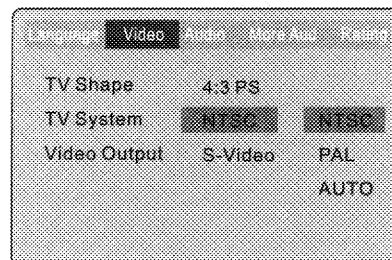 Language Video Audio More Aud Rating
TV Shape 4:3 PS
TV System NTSC NTSC
Video Output S-Video PAL
AUTO